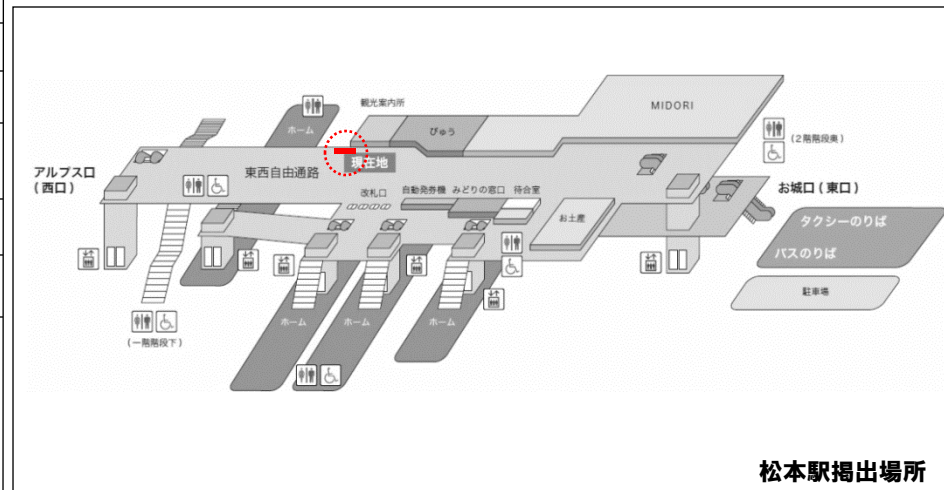 MIDORI
観光案内所
びゅう
ホーム
(2階階段奥)
現在地
アルプス口
(西口)
東西自由通路
お城口(東口)
改札口
自動発券機
みどりの窓口
待合室
お土産
タクシーのりば
バスのりば
駐車場
ホーム
ホーム
ホーム
(一階階段下)
松本駅掲出場所